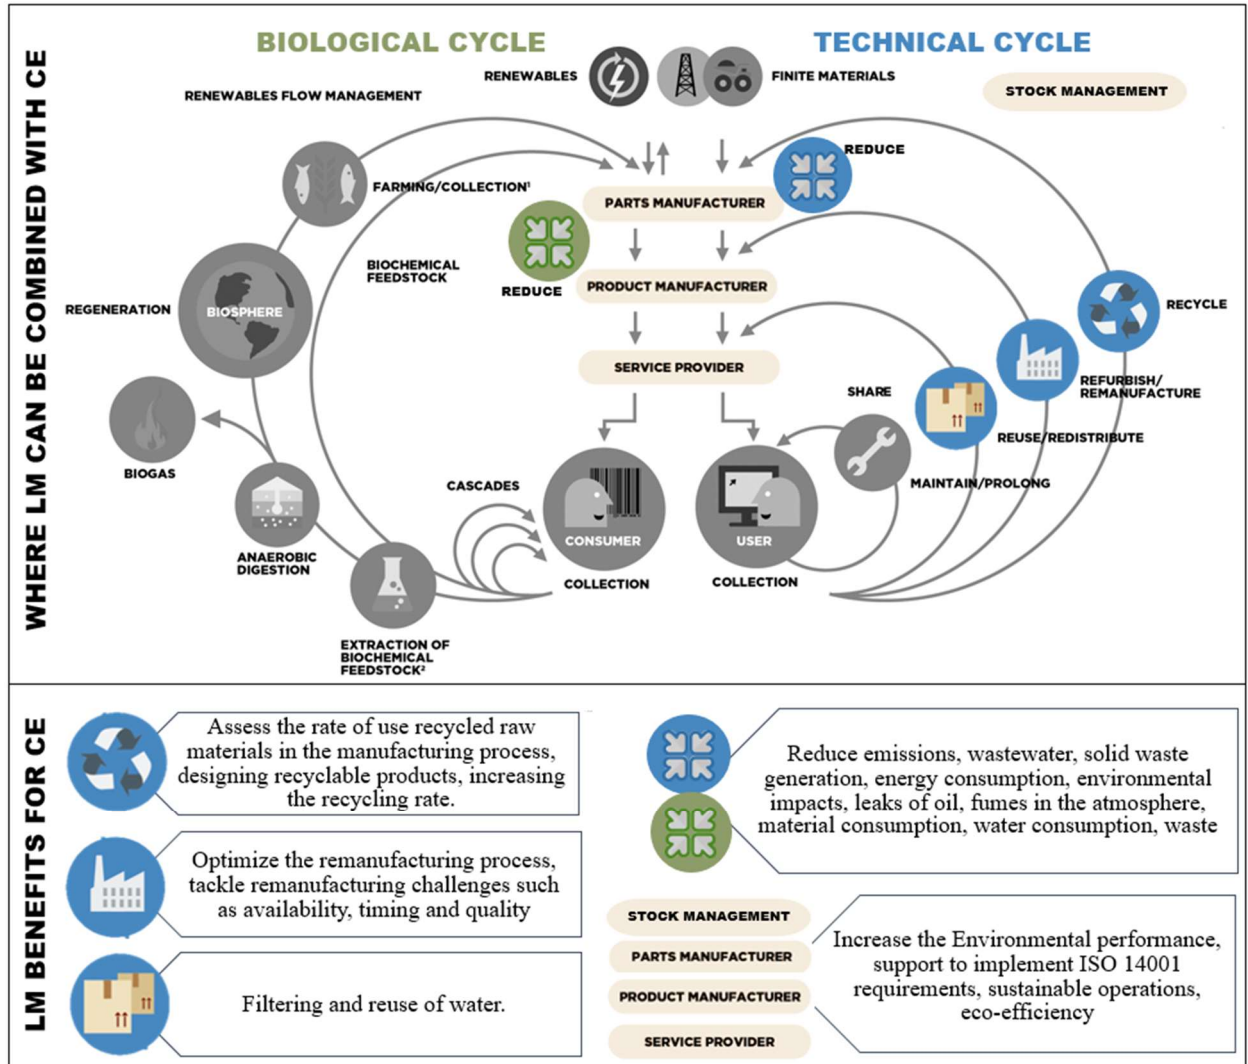 WHERE LM CAN BE COMBINED WITH CE
BIOLOGICAL CYCLE
TECHNICAL CYCLE
RENEWABLES
FINITE MATERIALS
STOCK MANAGEMENT
RENEWABLES FLOW MANAGEMENT
REDUCE
FARMING/COLLECTION¹
PARTS MANUFACTURER
BIOCHEMICAL
FEEDSTOCK
REDUCE
PRODUCT MANUFACTURER
REGENERATION
BIOSPHERE
RECYCLE
SERVICE PROVIDER
SHARE
REFURBISH/
REMANUFACTURE
REUSE/REDISTRIBUTE
BIOGAS
CASCADES
MAINTAIN/PROLONG
CONSUMER
USER
ANAEROBIC
DIGESTION
COLLECTION
COLLECTION
EXTRACTION OF
BIOCHEMICAL
FEEDSTOCK²
LM BENEFITS FOR CE
Assess the rate of use recycled raw
materials in the manufacturing process,
designing recyclable products, increasing
the recycling rate.
Optimize the remanufacturing process,
tackle remanufacturing challenges such
as availability, timing and quality
Filtering and reuse of water.
Reduce emissions, wastewater, solid waste
generation, energy consumption, environmental
impacts, leaks of oil, fumes in the atmosphere,
material consumption, water consumption, waste
STOCK MANAGEMENT
PARTS MANUFACTURER
PRODUCT MANUFACTURER
SERVICE PROVIDER
Increase the Environmental performance,
support to implement ISO 14001
requirements, sustainable operations,
eco-efficiency